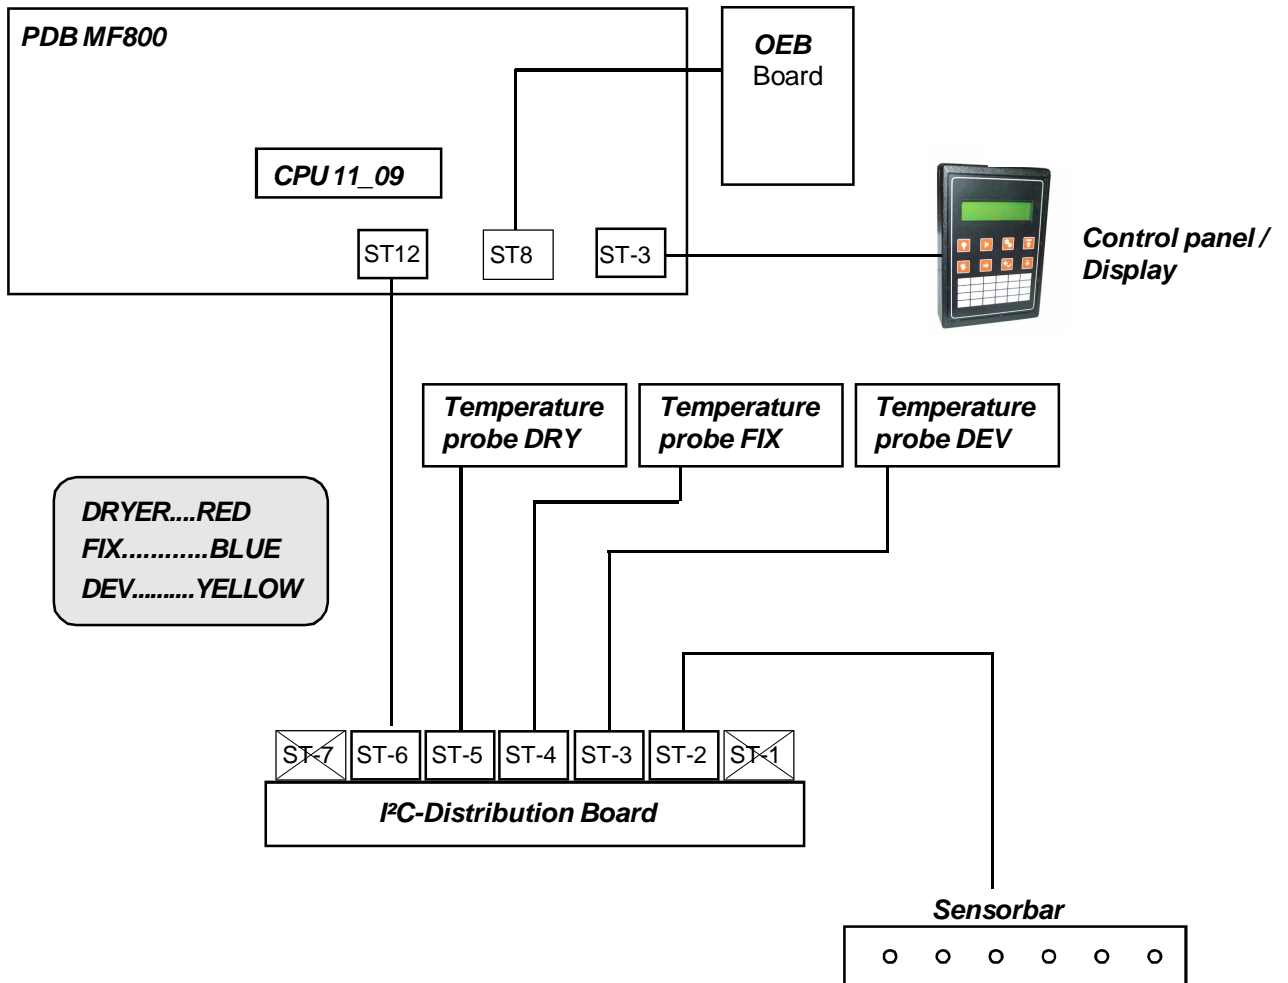 PDB MF800
OEB
Board
CPU 11_09
ST12
ST8
ST-3
Control panel /
Display
Temperature
probe DRY
Temperature
probe FIX
Temperature
probe DEV
DRYER....RED
FIX............BLUE
DEV..........YELLOW
ST-7
ST-6
ST-5
ST-4
ST-3
ST-2
ST-1
I²C-Distribution Board
Sensorbar